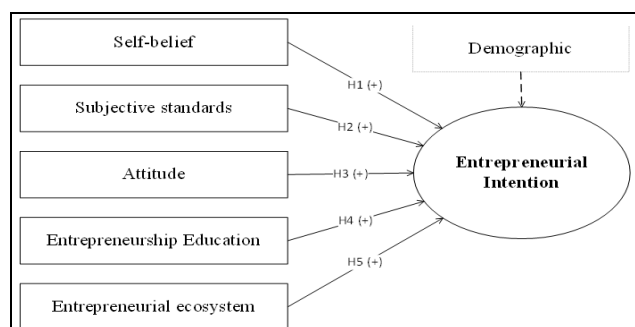 Self-belief
Demographic
H1 (+)
Subjective standards
H2 (+)
Attitude
H3 (+)
Entrepreneurial
Intention
Entrepreneurship Education
H4 (+)
H5 (+)
Entrepreneurial ecosystem